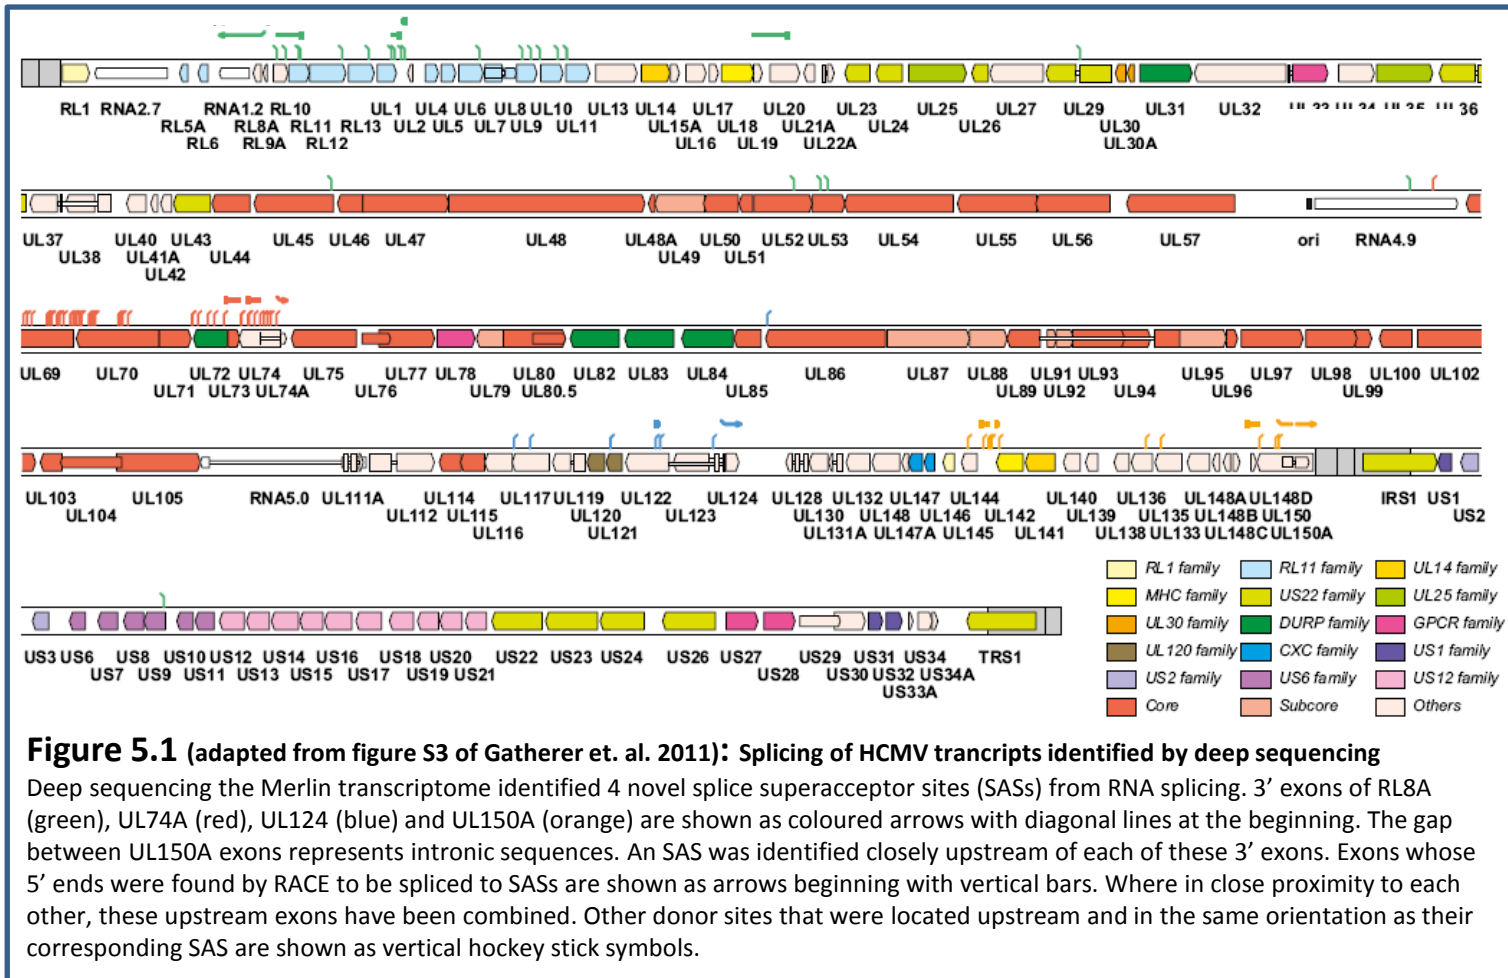 RL1 RNA2.7 RNA1.2 RL10 UL1 UL4 UL6 UL8 UL10 UL13 UL14 UL17 UL20 UL23 UL25 UL27 UL29 UL31 UL32 UL33 UL34 UL35 UL36
RL5A RL8A RL11 RL13 UL2 UL5 UL7 UL9 UL11 UL15A UL18 UL21A UL24 UL26 UL30
RL6 RL9A RL12 UL16 UL19 UL22A UL30A
UL37 UL40 UL43 UL45 UL46 UL47 UL48 UL48A UL50 UL52 UL53 UL54 UL55 UL56 UL57 ori RNA4.9
UL38 UL41A UL44 UL49 UL51
UL42
UL69 UL70 UL72 UL74 UL75 UL77 UL78 UL80 UL82 UL83 UL84 UL86 UL87 UL88 UL91 UL93 UL95 UL97 UL98 UL100 UL102
UL71 UL73 UL74A UL76 UL79 UL80.5 UL85 UL89 UL92 UL94 UL96 UL99
UL103 UL105 RNA5.0 UL111A UL114 UL117 UL119 UL122 UL124 UL128 UL132 UL147 UL144 UL140 UL136 UL148A UL148D IRS1 US1
UL104 UL112 UL115 UL120 UL123 UL130 UL148 UL146 UL142 UL139 UL135 UL148B UL150 US2
UL116 UL121 UL131A UL147A UL145 UL141 UL138 UL133 UL148C UL150A
US3 US6 US8 US10 US12 US14 US16 US18 US20 US22 US23 US24 US26 US27 US29 US31 US34 TRS1
US7 US9 US11 US13 US15 US17 US19 US21 US28 US30 US32 US34A
US33A
RL1 family RL11 family UL14 family
MHC family US22 family UL25 family
UL30 family DURP family GPCR family
UL120 family CXC family US1 family
US2 family US6 family US12 family
Core Subcore Others
Figure 5.1 (adapted from figure S3 of Gatherer et. al. 2011): Splicing of HCMV trancripts identified by deep sequencing
Deep sequencing the Merlin transcriptome identified 4 novel splice superacceptor sites (SASs) from RNA splicing. 3’ exons of RL8A
(green), UL74A (red), UL124 (blue) and UL150A (orange) are shown as coloured arrows with diagonal lines at the beginning. The gap
between UL150A exons represents intronic sequences. An SAS was identified closely upstream of each of these 3’ exons. Exons whose
5’ ends were found by RACE to be spliced to SASs are shown as arrows beginning with vertical bars. Where in close proximity to each
other, these upstream exons have been combined. Other donor sites that were located upstream and in the same orientation as their
corresponding SAS are shown as vertical hockey stick symbols.